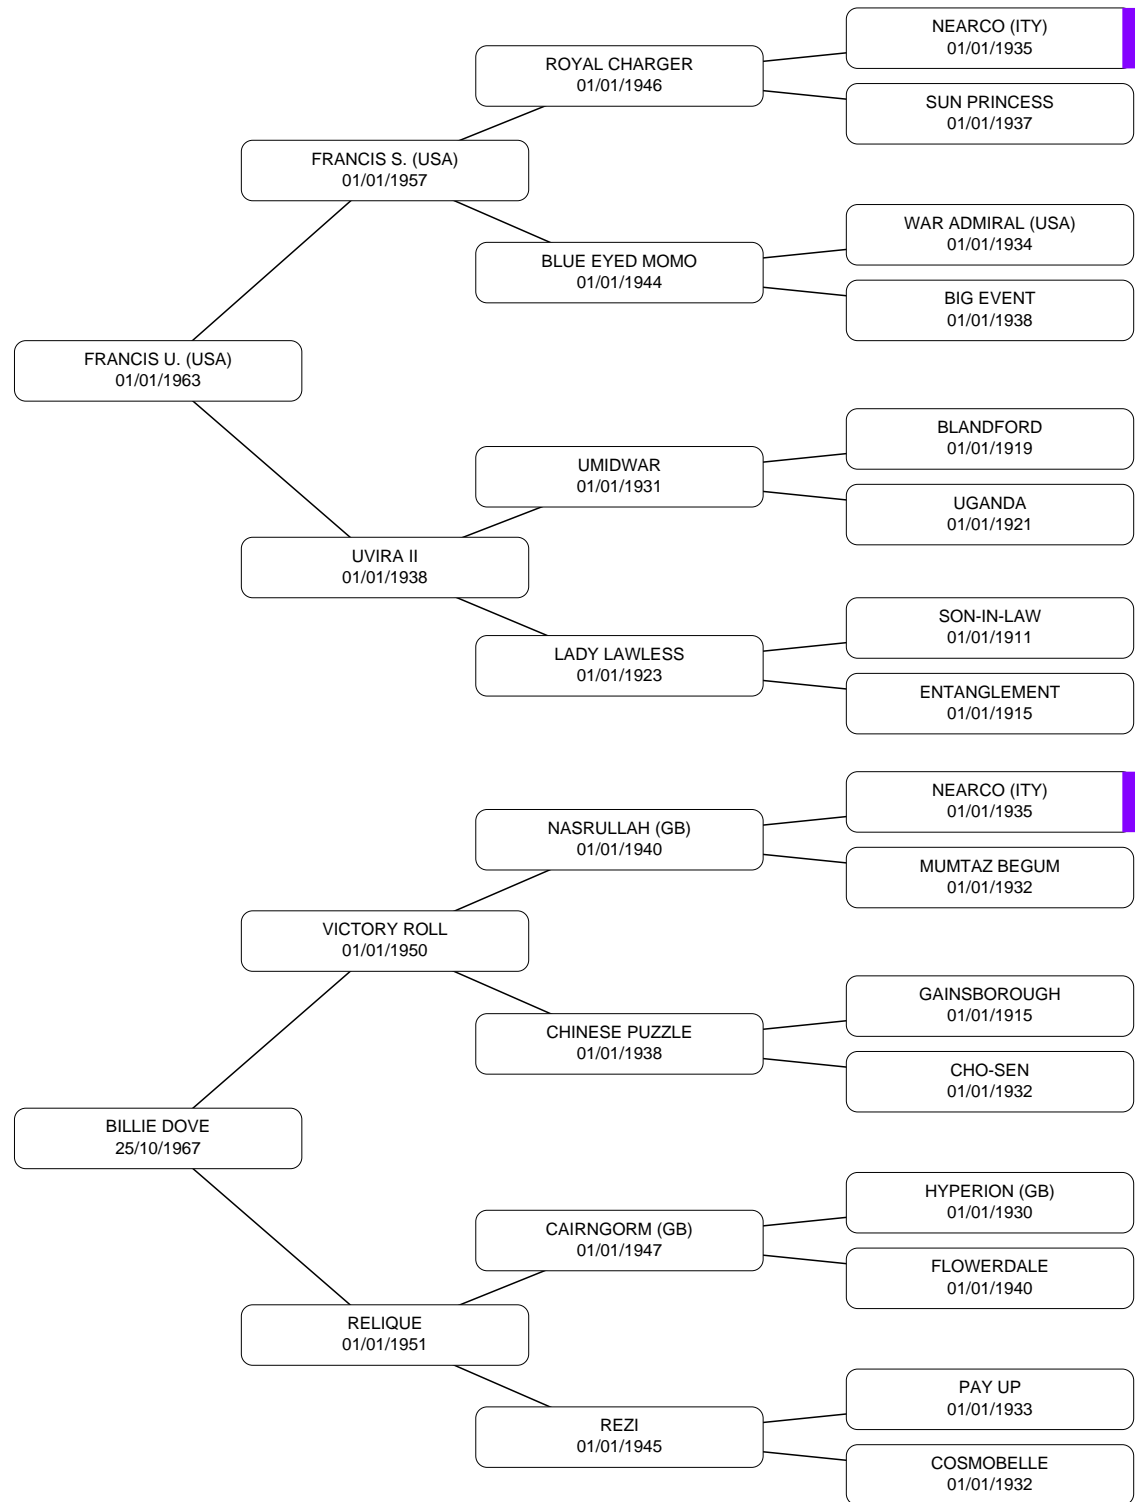 NEARCO (ITY)
01/01/1935
ROYAL CHARGER
01/01/1946
SUN PRINCESS
01/01/1937
FRANCIS S. (USA)
01/01/1957
WAR ADMIRAL (USA)
01/01/1934
BLUE EYED MOMO
01/01/1944
BIG EVENT
01/01/1938
FRANCIS U. (USA)
01/01/1963
BLANDFORD
01/01/1919
UMIDWAR
01/01/1931
UGANDA
01/01/1921
UVIRA II
01/01/1938
SON-IN-LAW
01/01/1911
LADY LAWLESS
01/01/1923
ENTANGLEMENT
01/01/1915
NEARCO (ITY)
01/01/1935
NASRULLAH (GB)
01/01/1940
MUMTAZ BEGUM
01/01/1932
VICTORY ROLL
01/01/1950
GAINSBOROUGH
01/01/1915
CHINESE PUZZLE
01/01/1938
CHO-SEN
01/01/1932
BILLIE DOVE
25/10/1967
HYPERION (GB)
01/01/1930
CAIRNGORM (GB)
01/01/1947
FLOWERDALE
01/01/1940
RELIQUE
01/01/1951
PAY UP
01/01/1933
REZI
01/01/1945
COSMOBELLE
01/01/1932